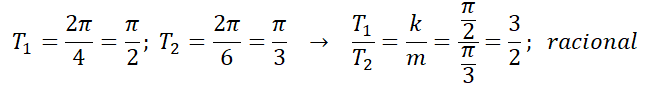 T₁ = 2π/4 = π/2; T₂ = 2π/6 = π/3 → T₁/T₂ = k/m = (π/2)/(π/3) = 3/2; racional